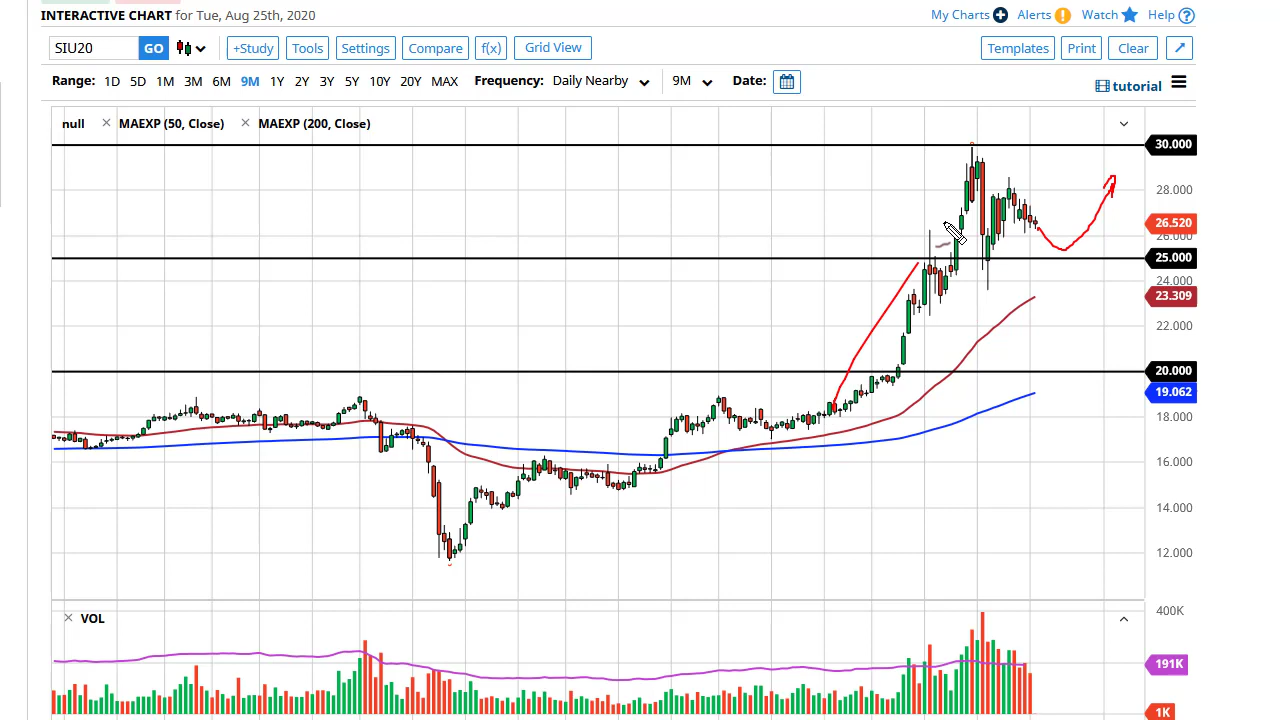 INTERACTIVE CHART for Tue, Aug 25th, 2020 My Charts Alerts Watch Help
SIU20 GO +Study Tools Settings Compare f(x) Grid View Templates Print Clear
Range: 1D 5D 1M 3M 6M 9M 1Y 2Y 3Y 5Y 10Y 20Y MAX Frequency: Daily Nearby 9M Date:
tutorial
null MAEXP (50, Close) MAEXP (200, Close)
30.000
28.000
26.520
26.000
25.000
24.000
23.309
22.000
20.000
19.062
18.000
16.000
14.000
12.000
VOL
400K
191K
1K